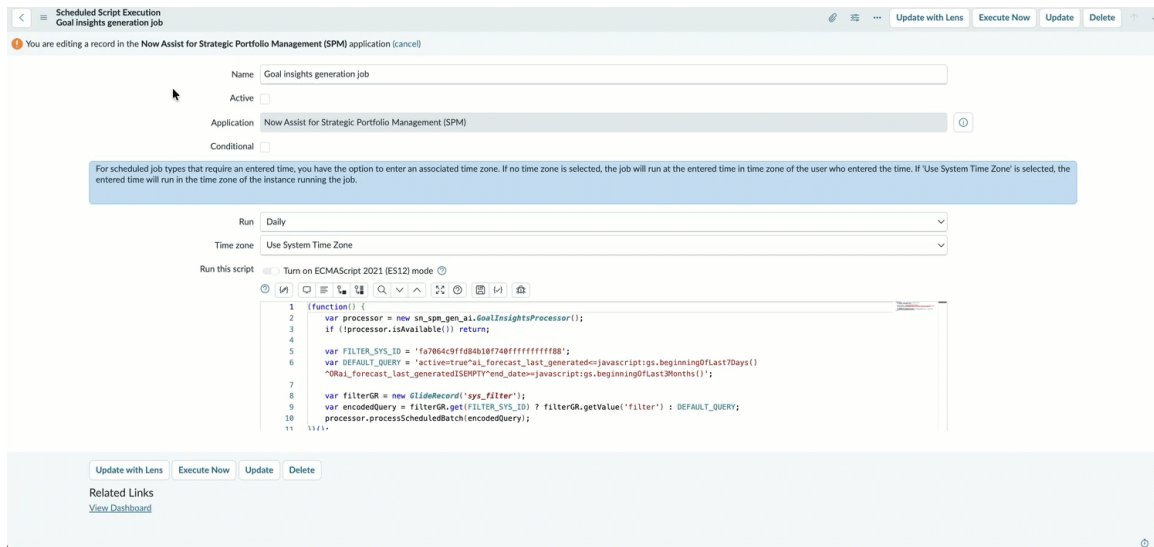 Scheduled Script Execution
Goal insights generation job
Update with Lens
Execute Now
Update
Delete
You are editing a record in the Now Assist for Strategic Portfolio Management (SPM) application (cancel)
Name
Goal insights generation job
Active
Application
Now Assist for Strategic Portfolio Management (SPM)
Conditional
For scheduled job types that require an entered time, you have the option to enter an associated time zone. If no time zone is selected, the job will run at the entered time in time zone of the user who entered the time. If 'Use System Time Zone' is selected, the
entered time will run in the time zone of the instance running the job.
Run
Daily
Time zone
Use System Time Zone
Run this script
Turn on ECMAScript 2021 (ES12) mode
1 (function() {
2 var processor = new sn_spm_gen_ai.GoalInsightsProcessor();
3 if (!processor.isAvailable()) return;
4
5 var FILTER_SYS_ID = 'fa7064c9ffd84b10f740ffffffffff88';
6 var DEFAULT_QUERY = 'active=true^ai_forecast_last_generated<=javascript:gs.beginningOfLast7Days()
^ORai_forecast_last_generatedISEMPTY^end_date>=javascript:gs.beginningOfLast3Months()';
7
8 var filterGR = new GlideRecord('sys_filter');
9 var encodedQuery = filterGR.get(FILTER_SYS_ID) ? filterGR.getValue('filter') : DEFAULT_QUERY;
10 processor.processScheduledBatch(encodedQuery);
11 })();
Update with Lens
Execute Now
Update
Delete
Related Links
View Dashboard